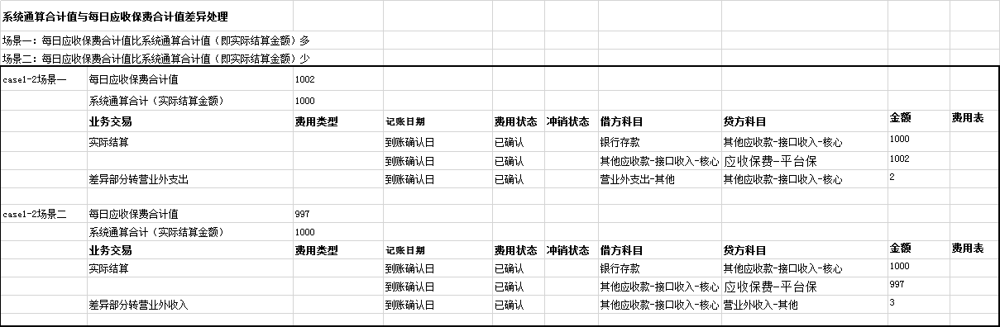 系统通算合计值与每日应收保费合计值差异处理
场景一：每日应收保费合计值比系统通算合计值（即实际结算金额）多
场景二：每日应收保费合计值比系统通算合计值（即实际结算金额）少
case1-2场景一 每日应收保费合计值 1002
系统通算合计（实际结算金额） 1000
业务交易 费用类型 记账日期 费用状态 冲销状态 借方科目 贷方科目 金额 费用表
实际结算 到账确认日 已确认 银行存款 其他应收款-接口收入-核心 1000
到账确认日 已确认 其他应收款-接口收入-核心 应收保费-平台保 1002
差异部分转营业外支出 到账确认日 已确认 营业外支出-其他 其他应收款-接口收入-核心 2
case1-2场景二 每日应收保费合计值 997
系统通算合计（实际结算金额） 1000
业务交易 费用类型 记账日期 费用状态 冲销状态 借方科目 贷方科目 金额 费用表
实际结算 到账确认日 已确认 银行存款 其他应收款-接口收入-核心 1000
到账确认日 已确认 其他应收款-接口收入-核心 应收保费-平台保 997
差异部分转营业外收入 到账确认日 已确认 其他应收款-接口收入-核心 营业外收入-其他 3